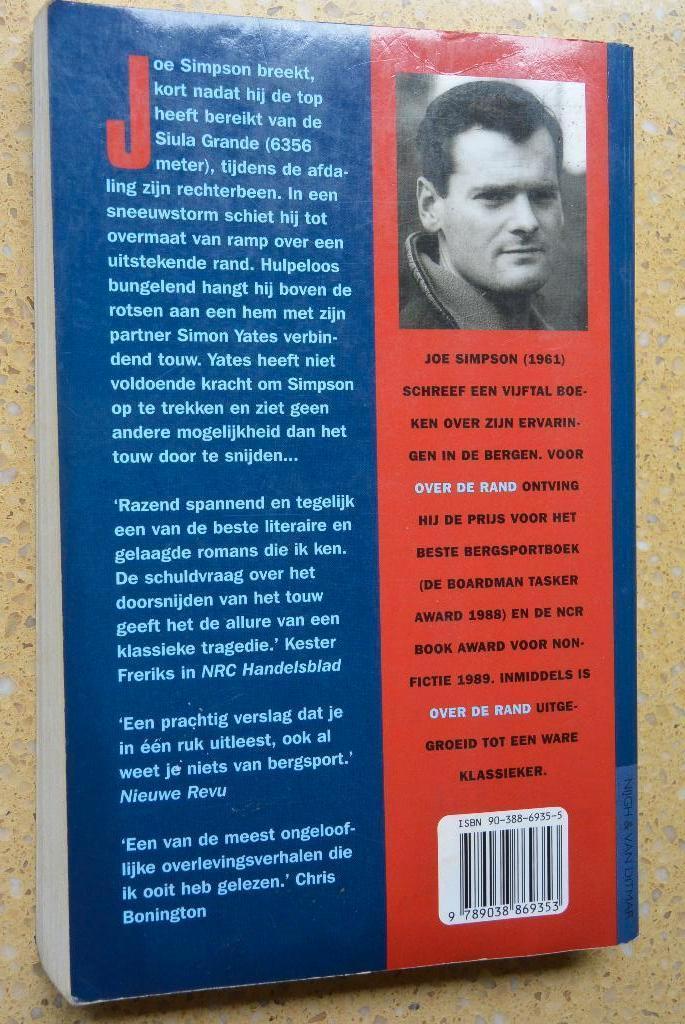 Joe Simpson breekt,
kort nadat hij de top
heeft bereikt van de
Siula Grande (6356
meter), tijdens de afda-
ling zijn rechterbeen. In een
sneeuwstorm schiet hij tot
overmaat van ramp over een
uitstekende rand. Hulpeloos
bungelend hangt hij boven de
rotsen aan een hem met zijn
partner Simon Yates verbin-
dend touw. Yates heeft niet
voldoende kracht om Simpson
op te trekken en ziet geen
andere mogelijkheid dan het
touw door te snijden...
‘Razend spannend en tegelijk
een van de beste literaire en
gelaagde romans die ik ken.
De schuldvraag over het
doorsnijden van het touw
geeft het de allure van een
klassieke tragedie.’ Kester
Freriks in NRC Handelsblad
‘Een prachtig verslag dat je
in één ruk uitleest, ook al
weet je niets van bergsport.’
Nieuwe Revu
‘Een van de meest ongeloof-
lijke overlevingsverhalen die
ik ooit heb gelezen.’ Chris
Bonington
JOE SIMPSON (1961)
SCHREEF EEN VIJFTAL BOE-
KEN OVER ZIJN ERVARIN-
GEN IN DE BERGEN. VOOR
OVER DE RAND ONTVING
HIJ DE PRIJS VOOR HET
BESTE BERGSPORTBOEK
(DE BOARDMAN TASKER
AWARD 1988) EN DE NCR
BOOK AWARD VOOR NON-
FICTIE 1989. INMIDDELS IS
OVER DE RAND UITGE-
GROEID TOT EEN WARE
KLASSIEKER.
ISBN 90-388-6935-5
9 789038 869353
NIJGH & VAN DITMAR